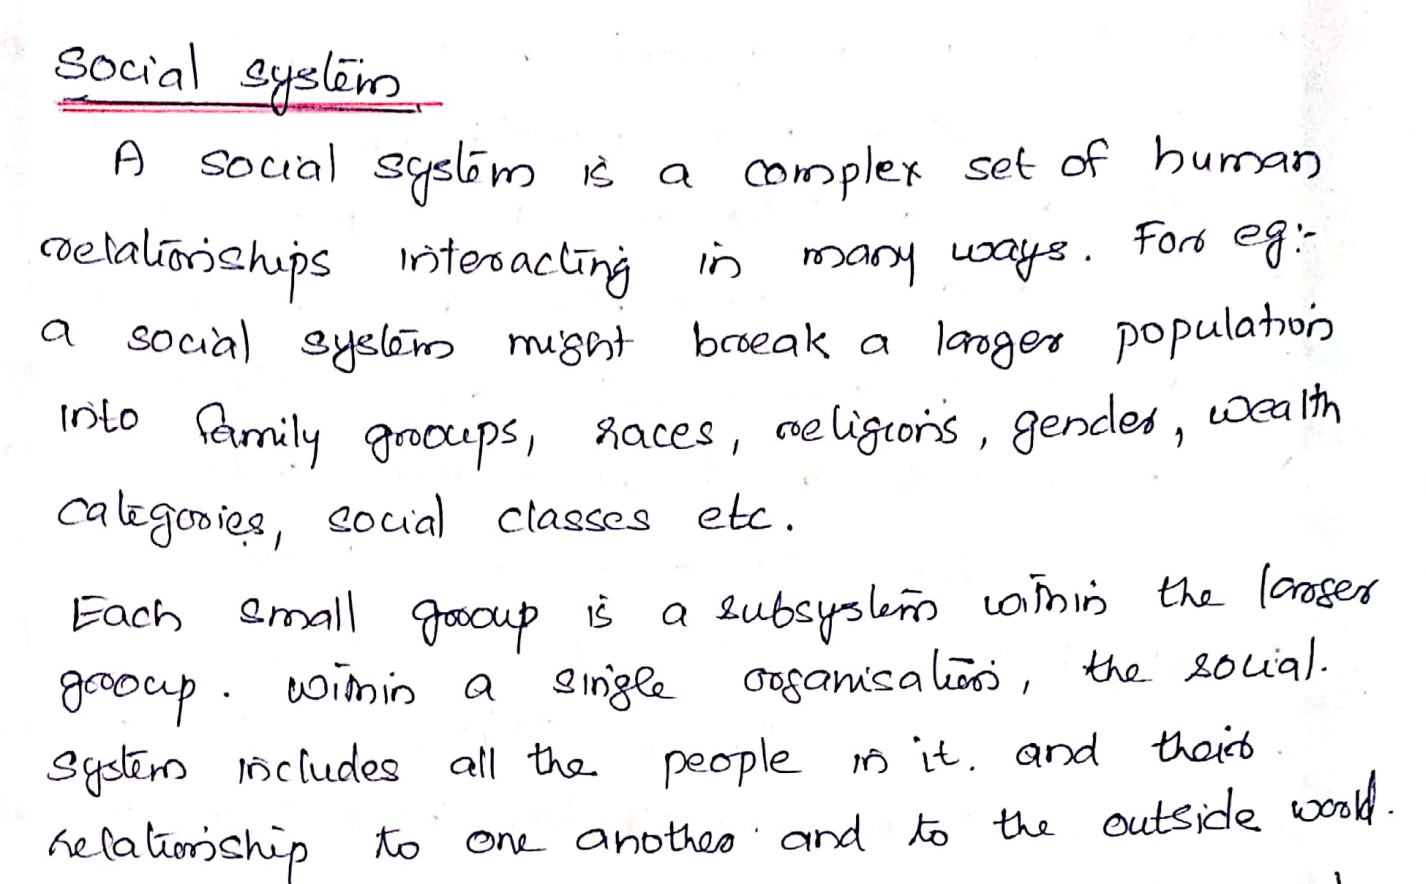 Social system
A social system is a complex set of human
relationships interacting in many ways. For eg:-
a social system might break a larger population
into family groups, races, religions, gender, wealth
categories, social classes etc.
Each small group is a subsystem within the larger
group. Within a single organisation, the social.
system includes all the people in it. and their
relationship to one another and to the outside world.